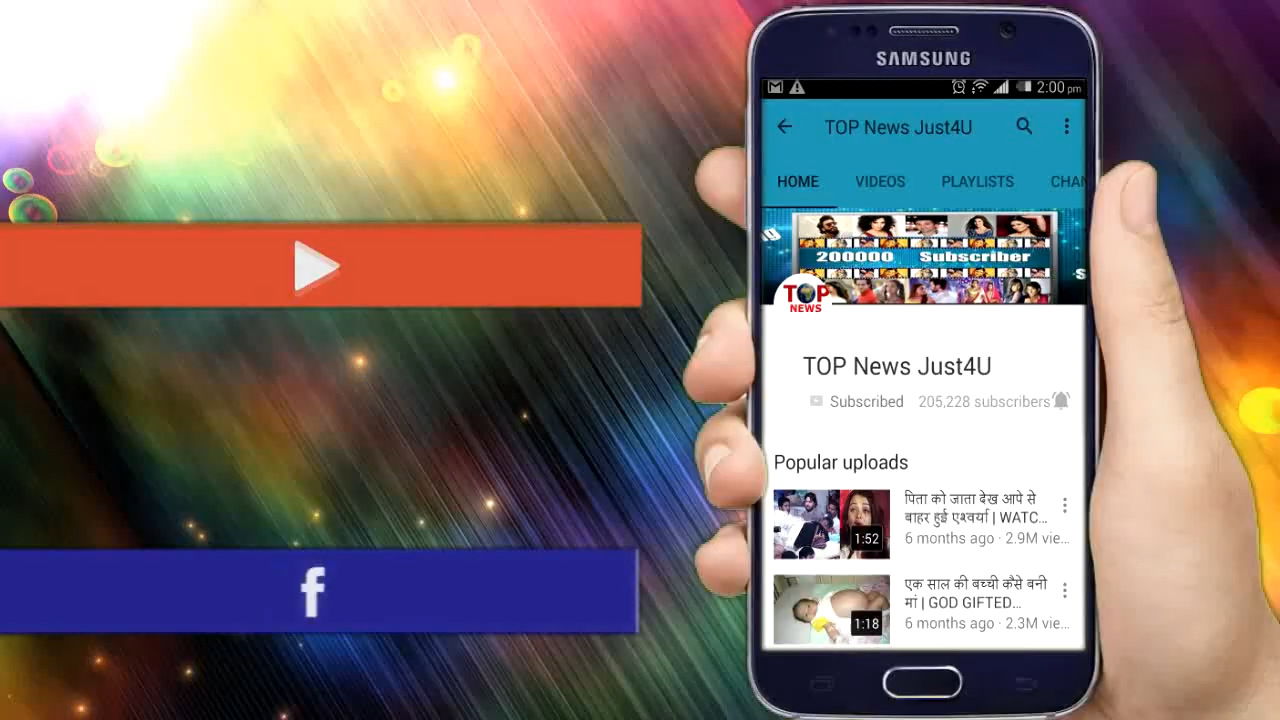 SAMSUNG
2:00 pm
TOP News Just4U
HOME VIDEOS PLAYLISTS CHAN
200000 Subscriber
TOP
NEWS
TOP News Just4U
Subscribed 205,228 subscribers
Popular uploads
पिता को जाता देख आपे से
बाहर हुई एश्वर्या | WATC...
6 months ago · 2.9M vie...
1:52
एक साल की बच्ची कैसे बनी
मां | GOD GIFTED...
6 months ago · 2.3M vie...
1:18
f